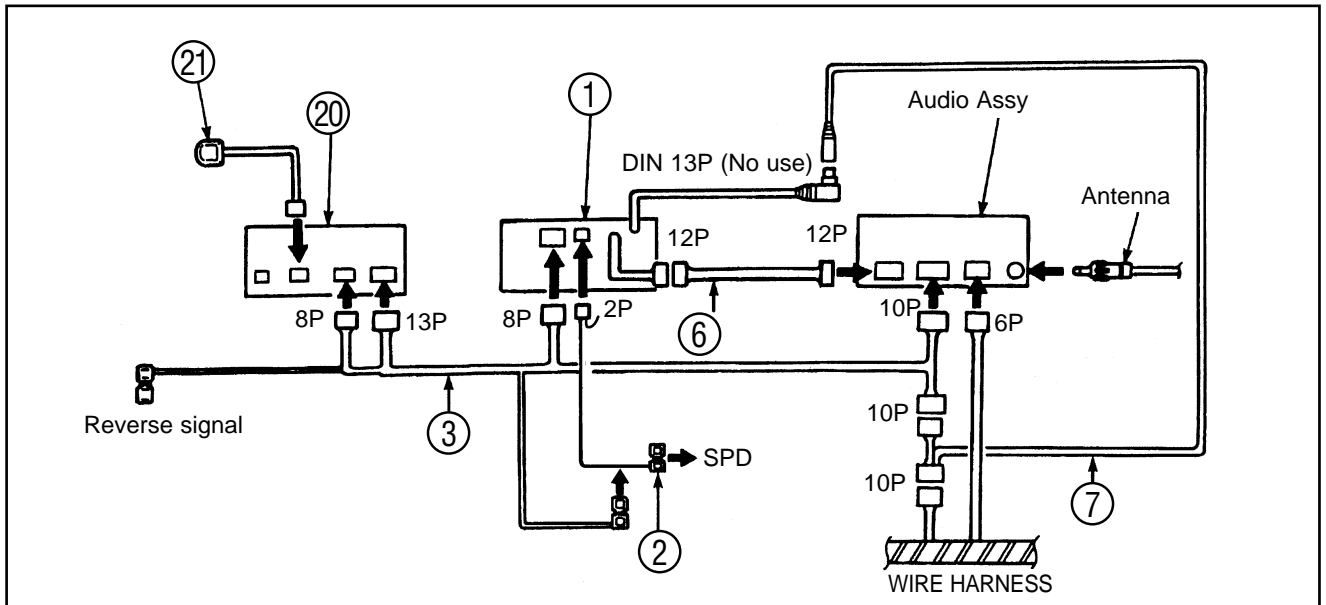 21
20
1
Audio Assy
DIN 13P (No use)
Antenna
12P
12P
8P
13P
8P
2P
6
10P
6P
Reverse signal
3
10P
SPD
2
10P
7
WIRE HARNESS